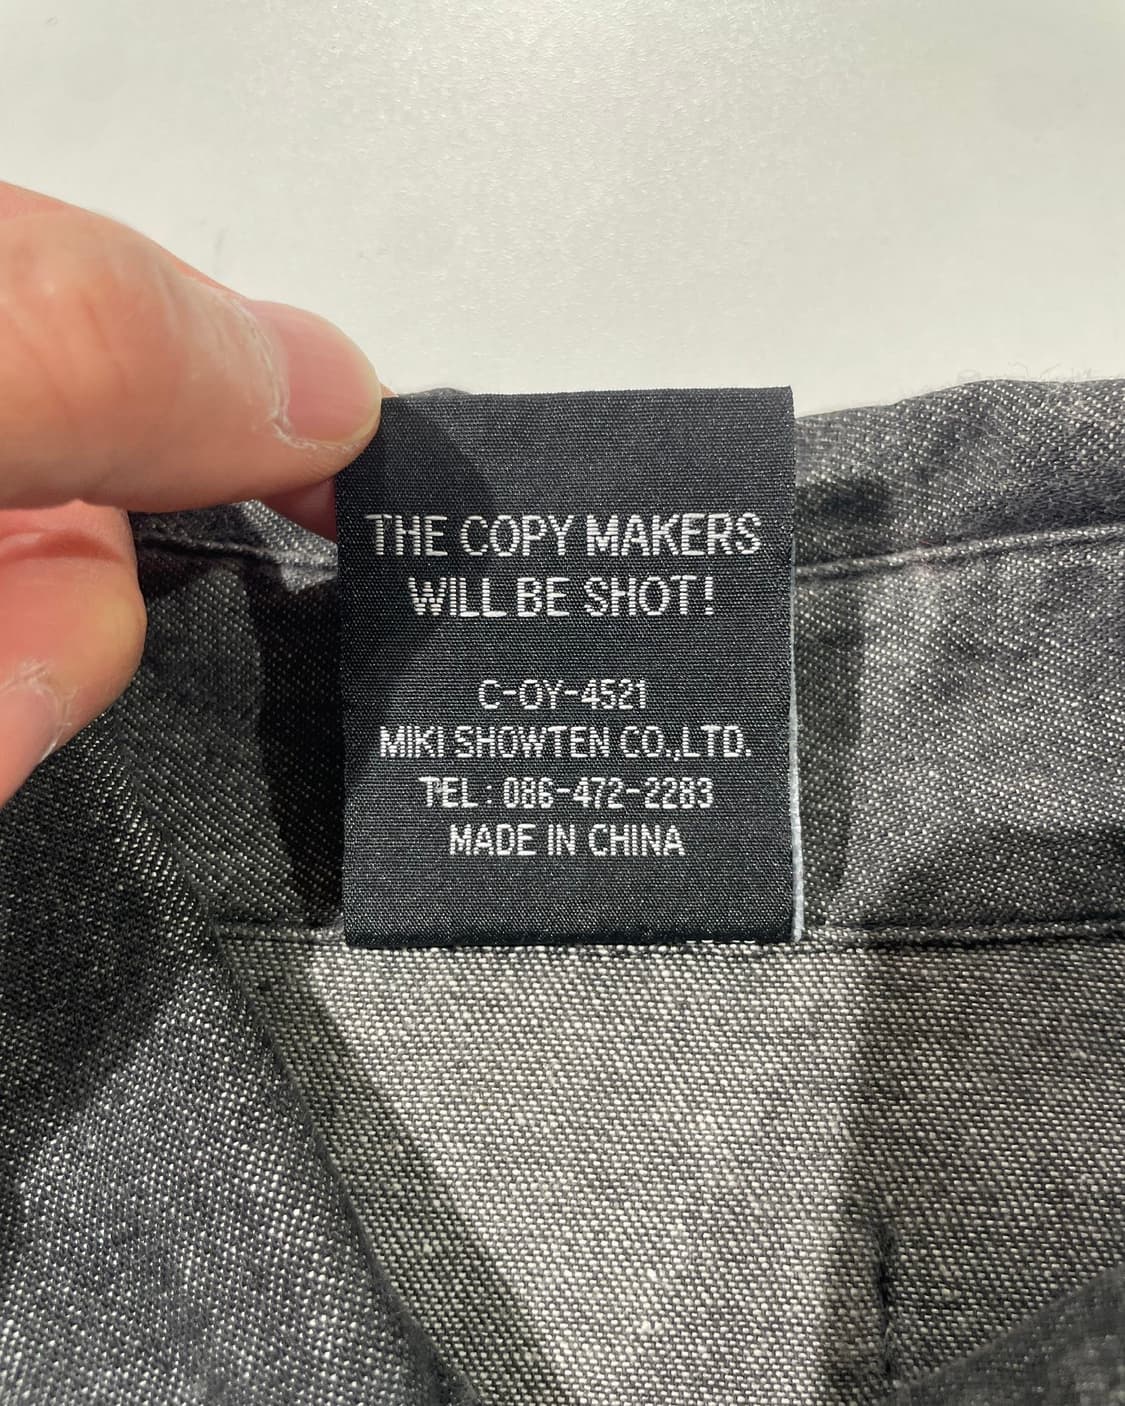 THE COPY MAKERS
WILL BE SHOT!
C-OY-4521
MIKI SHOWTEN CO.,LTD.
TEL: 086-472-2283
MADE IN CHINA